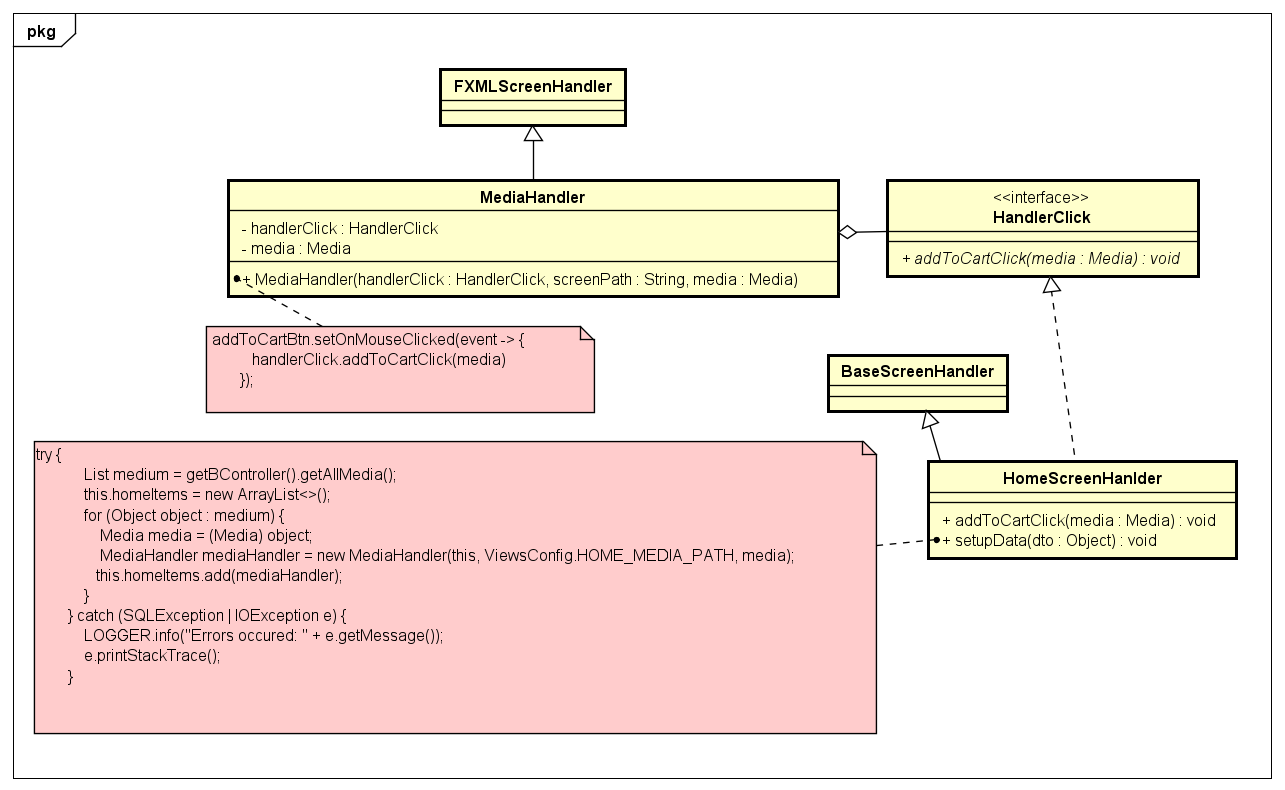 pkg
FXMLScreenHandler
MediaHandler
- handlerClick : HandlerClick
- media : Media
+ MediaHandler(handlerClick : HandlerClick, screenPath : String, media : Media)
<<interface>>
HandlerClick
+ addToCartClick(media : Media) : void
addToCartBtn.setOnMouseClicked(event -> {
handlerClick.addToCartClick(media)
});
BaseScreenHandler
HomeScreenHanlder
+ addToCartClick(media : Media) : void
+ setupData(dto : Object) : void
try {
List medium = getBController().getAllMedia();
this.homeItems = new ArrayList<>();
for (Object object : medium) {
Media media = (Media) object;
MediaHandler mediaHandler = new MediaHandler(this, ViewsConfig.HOME_MEDIA_PATH, media);
this.homeItems.add(mediaHandler);
}
} catch (SQLException | IOException e) {
LOGGER.info("Errors occured: " + e.getMessage());
e.printStackTrace();
}